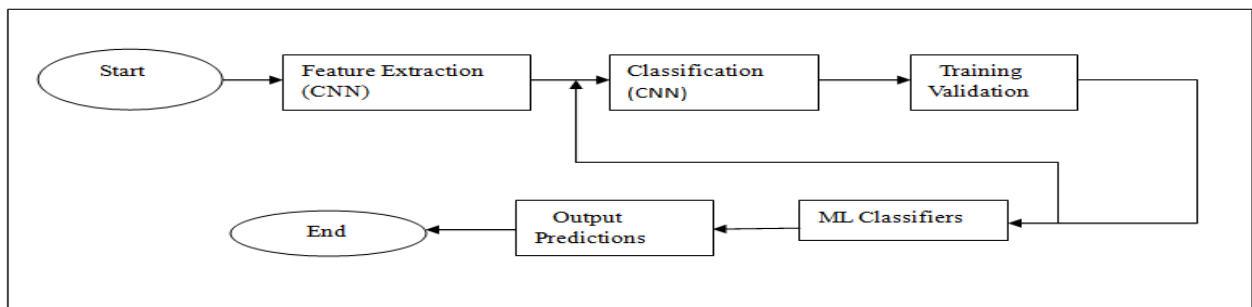 Start
Feature Extraction
(CNN)
Classification
(CNN)
Training
Validation
ML Classifiers
Output
Predictions
End